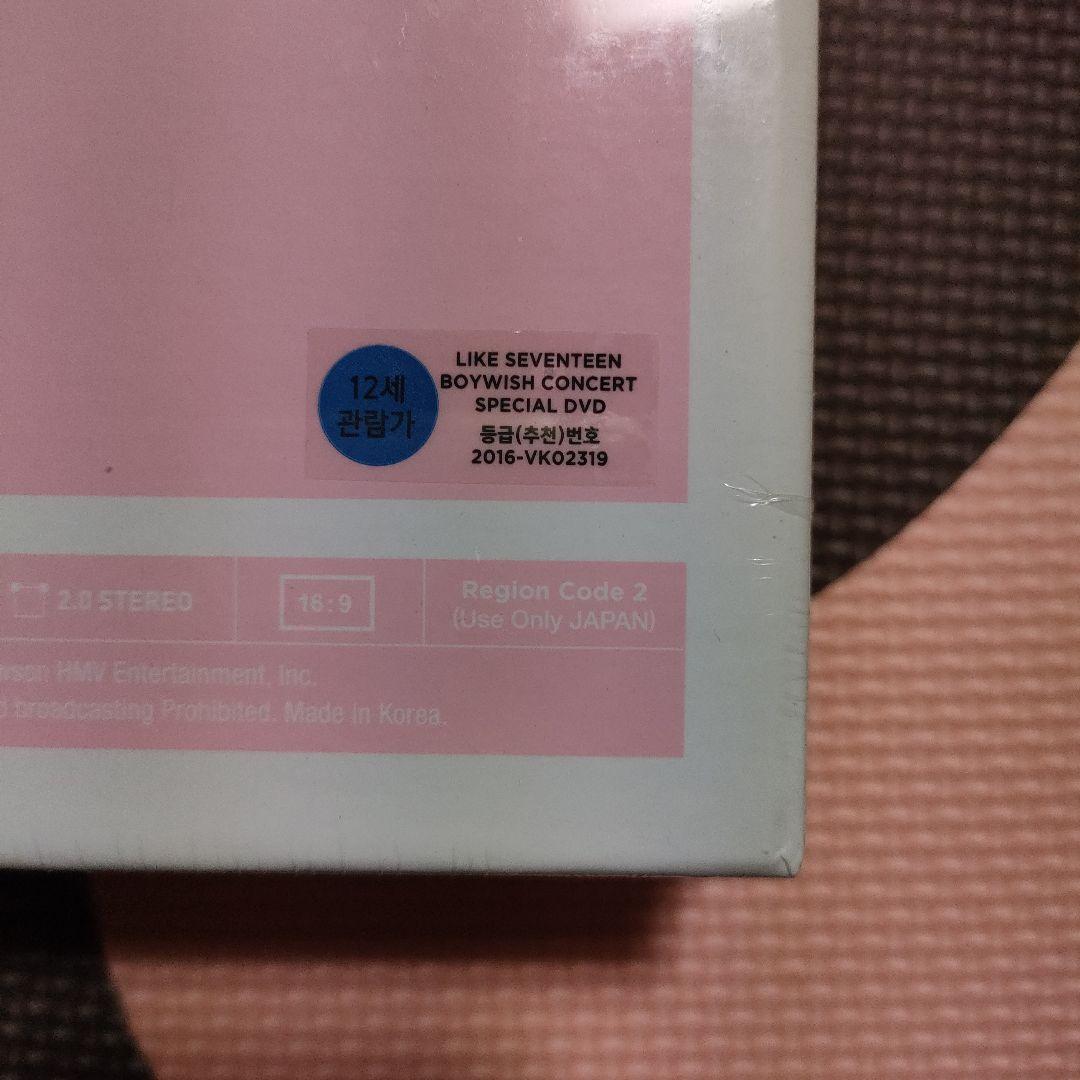 12세
관람가
LIKE SEVENTEEN
BOYWISH CONCERT
SPECIAL DVD
등급(추천)번호
2016-VK02319
2.0 STEREO
16:9
Region Code 2
(Use Only JAPAN)
HMV Entertainment, Inc.
broadcasting Prohibited. Made in Korea.